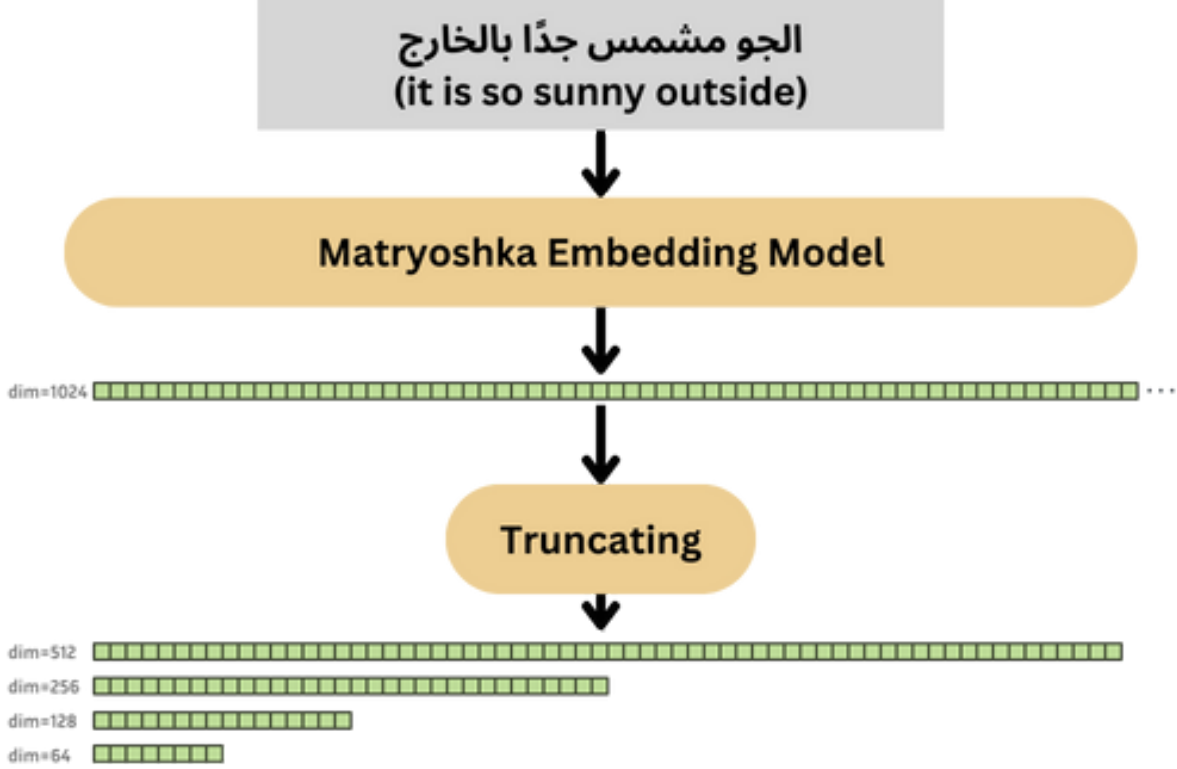 الجو مشمس جدًا بالخارج
(it is so sunny outside)
Matryoshka Embedding Model
dim=1024 ...
Truncating
dim=512
dim=256
dim=128
dim=64